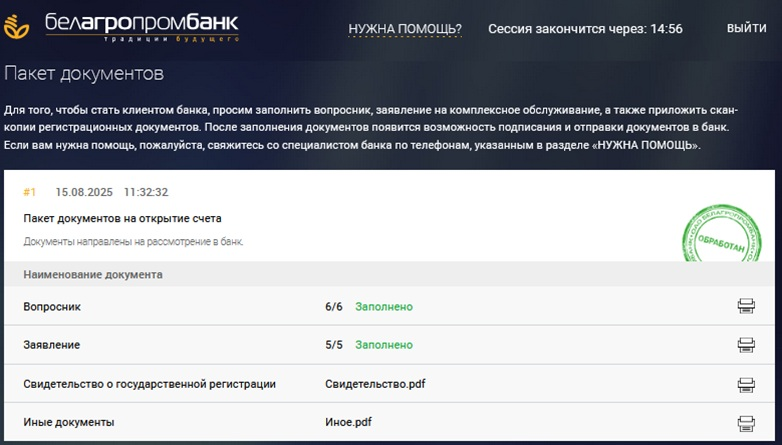 белагропромбанк
традиции будущего
НУЖНА ПОМОЩЬ?
Сессия закончится через: 14:56
ВЫЙТИ
Пакет документов
Для того, чтобы стать клиентом банка, просим заполнить вопросник, заявление на комплексное обслуживание, а также приложить скан-
копии регистрационных документов. После заполнения документов появится возможность подписания и отправки документов в банк.
Если вам нужна помощь, пожалуйста, свяжитесь со специалистом банка по телефонам, указанным в разделе «НУЖНА ПОМОЩЬ».
#1 15.08.2025 11:32:32
Пакет документов на открытие счета
Документы направлены на рассмотрение в банк.
ОАО БЕЛАГРОПРОМБАНК
ОБРАБОТАН
Наименование документа
Вопросник 6/6 Заполнено
Заявление 5/5 Заполнено
Свидетельство о государственной регистрации Свидетельство.pdf
Иные документы Иное.pdf